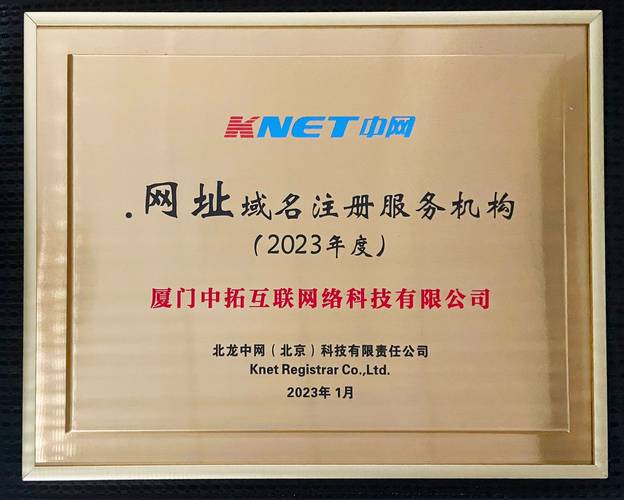 KNET中网
.网址域名注册服务机构
(2023年度)
厦门中拓互联网络科技有限公司
北龙中网(北京)科技有限责任公司
Knet Registrar Co.,Ltd.
2023年1月